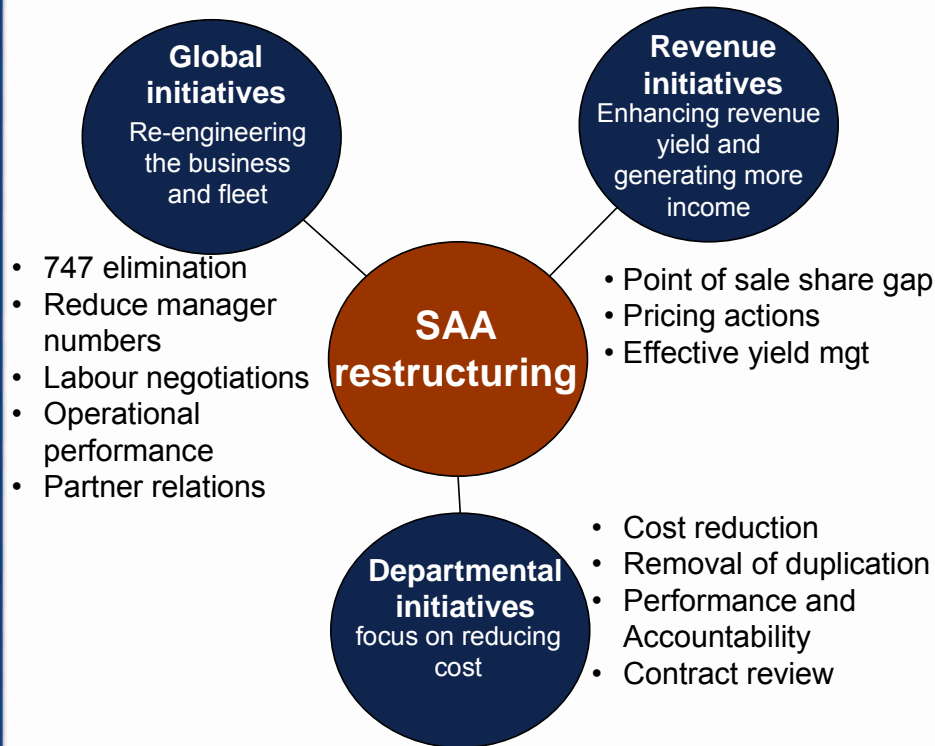 Global
initiatives
Re-engineering
the business
and fleet
• 747 elimination
• Reduce manager
numbers
• Labour negotiations
• Operational
performance
• Partner relations
Revenue
initiatives
Enhancing revenue
yield and
generating more
income
• Point of sale share gap
• Pricing actions
• Effective yield mgt
SAA
restructuring
Departmental
initiatives
focus on reducing
cost
• Cost reduction
• Removal of duplication
• Performance and
Accountability
• Contract review